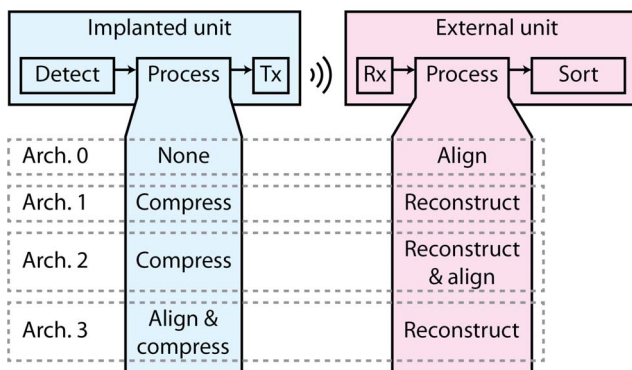 Implanted unit
External unit
Detect
Process
Tx
Rx
Process
Sort
Arch. 0
None
Align
Arch. 1
Compress
Reconstruct
Arch. 2
Compress
Reconstruct
& align
Arch. 3
Align &
compress
Reconstruct